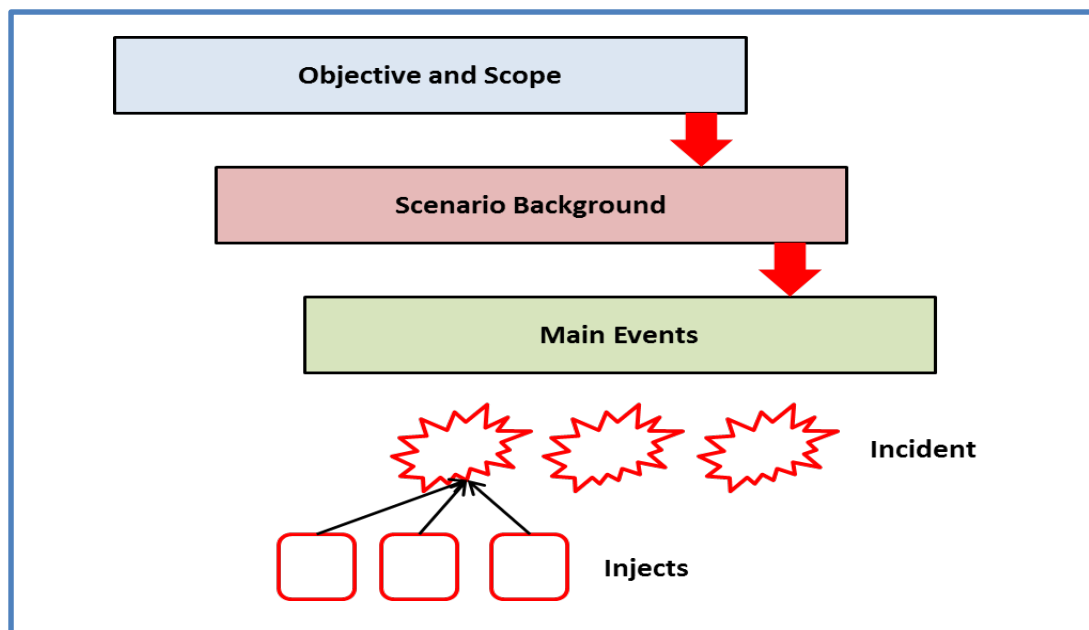 Objective and Scope
Scenario Background
Main Events
Incident
Injects